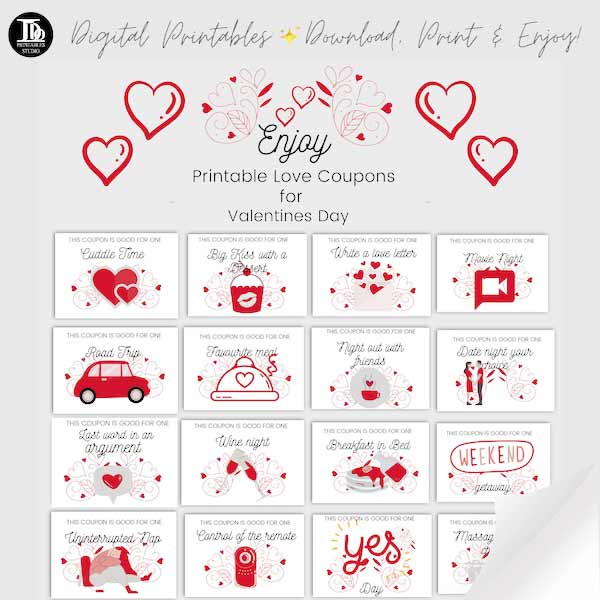 TDS
PRINTABLES
STUDIO
Digital Printables ✨ Download, Print & Enjoy!
Enjoy
Printable Love Coupons
for
Valentines Day
THIS COUPON IS GOOD FOR ONE
Cuddle Time
THIS COUPON IS GOOD FOR ONE
Big Kiss with a
Dessert
THIS COUPON IS GOOD FOR ONE
Write a love letter
THIS COUPON IS GOOD FOR ONE
Movie Night
THIS COUPON IS GOOD FOR ONE
Road Trip
THIS COUPON IS GOOD FOR ONE
Favourite meal
THIS COUPON IS GOOD FOR ONE
Night out with
friends
THIS COUPON IS GOOD FOR ONE
Date night your
choice
THIS COUPON IS GOOD FOR ONE
Last word in an
argument
THIS COUPON IS GOOD FOR ONE
Wine night
THIS COUPON IS GOOD FOR ONE
Breakfast in Bed
THIS COUPON IS GOOD FOR ONE
WEEKEND
getaway
THIS COUPON IS GOOD FOR ONE
Uninterrupted Nap
THIS COUPON IS GOOD FOR ONE
Control of the remote
THIS COUPON IS GOOD FOR ONE
yes
Day
THIS COUPON IS